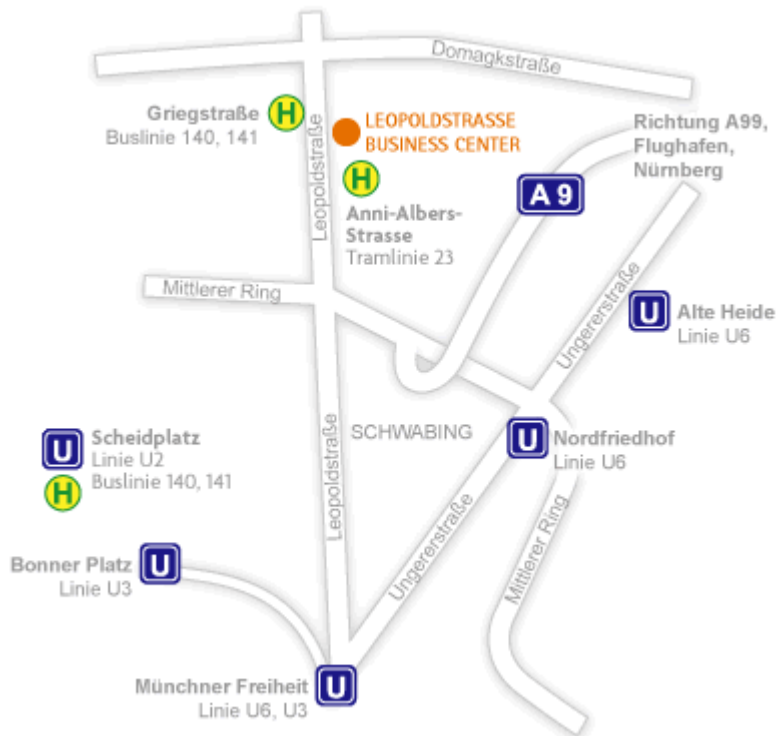 Domagkstraße
Griegstraße
Buslinie 140, 141
H
Leopoldstraße
LEOPOLDSTRASSE
BUSINESS CENTER
Richtung A99,
Flughafen,
Nürnberg
H
A 9
Anni-Albers-
Strasse
Tramlinie 23
Mittlerer Ring
Ungererstraße
U
Alte Heide
Linie U6
Leopoldstraße
SCHWABING
U
Nordfriedhof
Linie U6
U
Scheidplatz
Linie U2
Buslinie 140, 141
H
Ungererstraße
Mittlerer Ring
Bonner Platz
Linie U3
U
Münchner Freiheit
Linie U6, U3
U